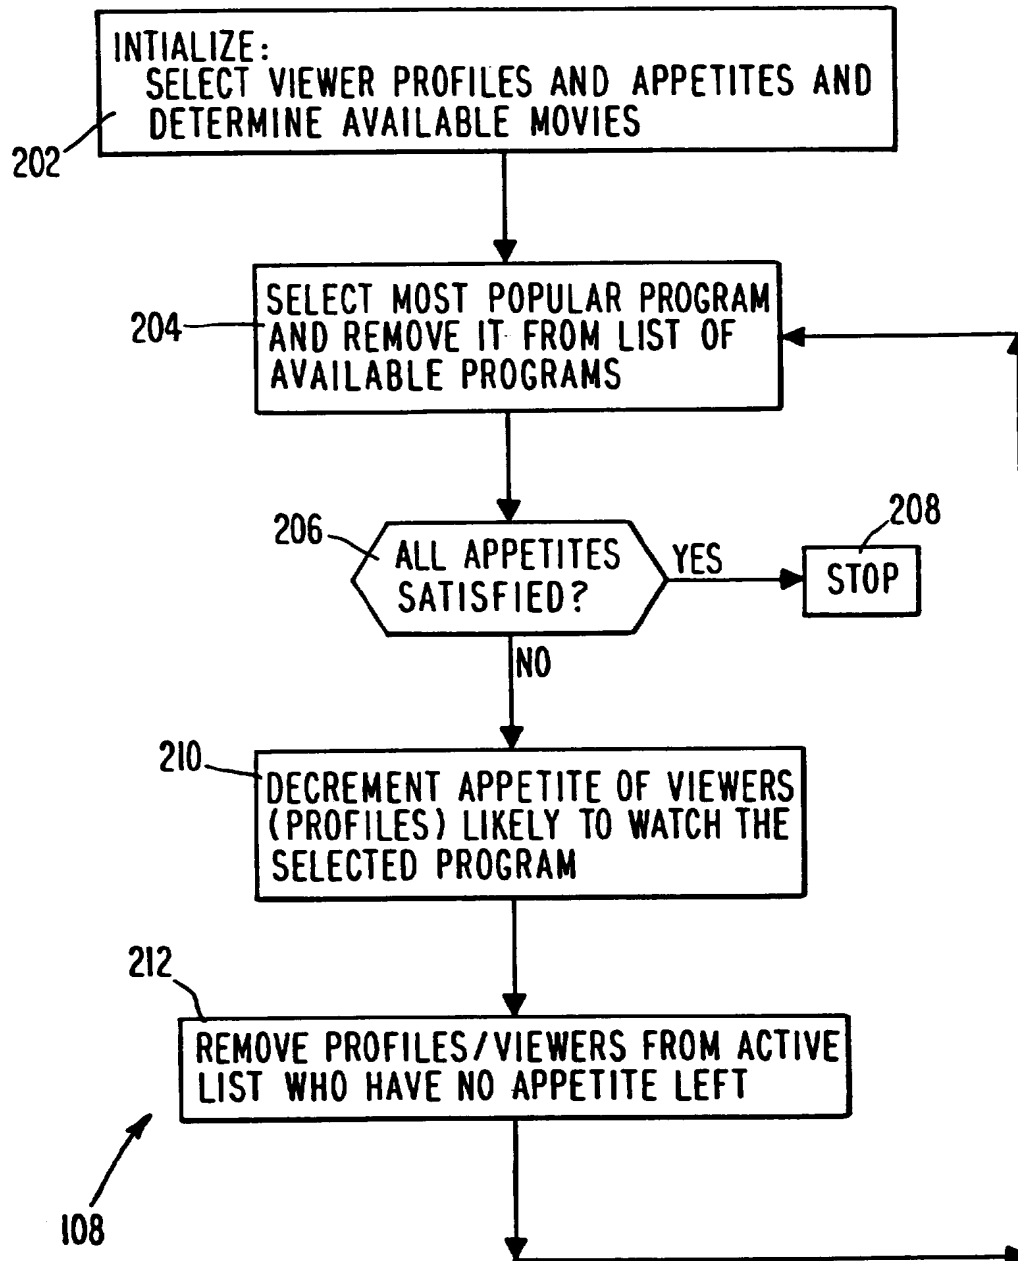 INTIALIZE:
SELECT VIEWER PROFILES AND APPETITES AND
DETERMINE AVAILABLE MOVIES
202
SELECT MOST POPULAR PROGRAM
AND REMOVE IT FROM LIST OF
AVAILABLE PROGRAMS
204
206
ALL APPETITES
SATISFIED?
YES
208
STOP
NO
210
DECREMENT APPETITE OF VIEWERS
(PROFILES) LIKELY TO WATCH THE
SELECTED PROGRAM
212
REMOVE PROFILES/VIEWERS FROM ACTIVE
LIST WHO HAVE NO APPETITE LEFT
108